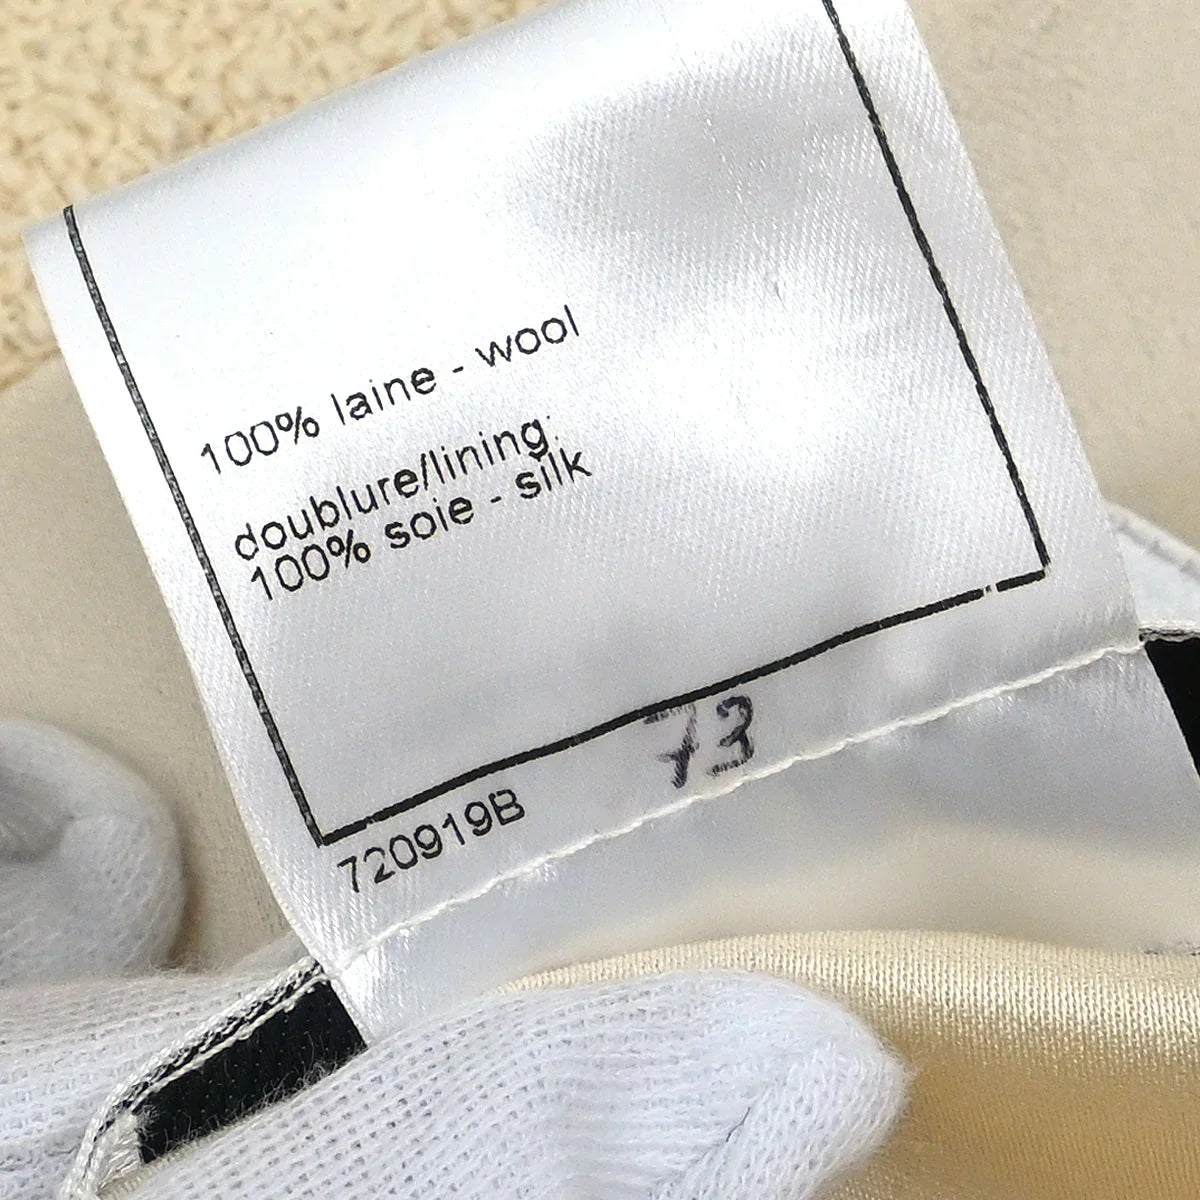 100% laine - wool
doublure/lining:
100% soie - silk
73
720919B